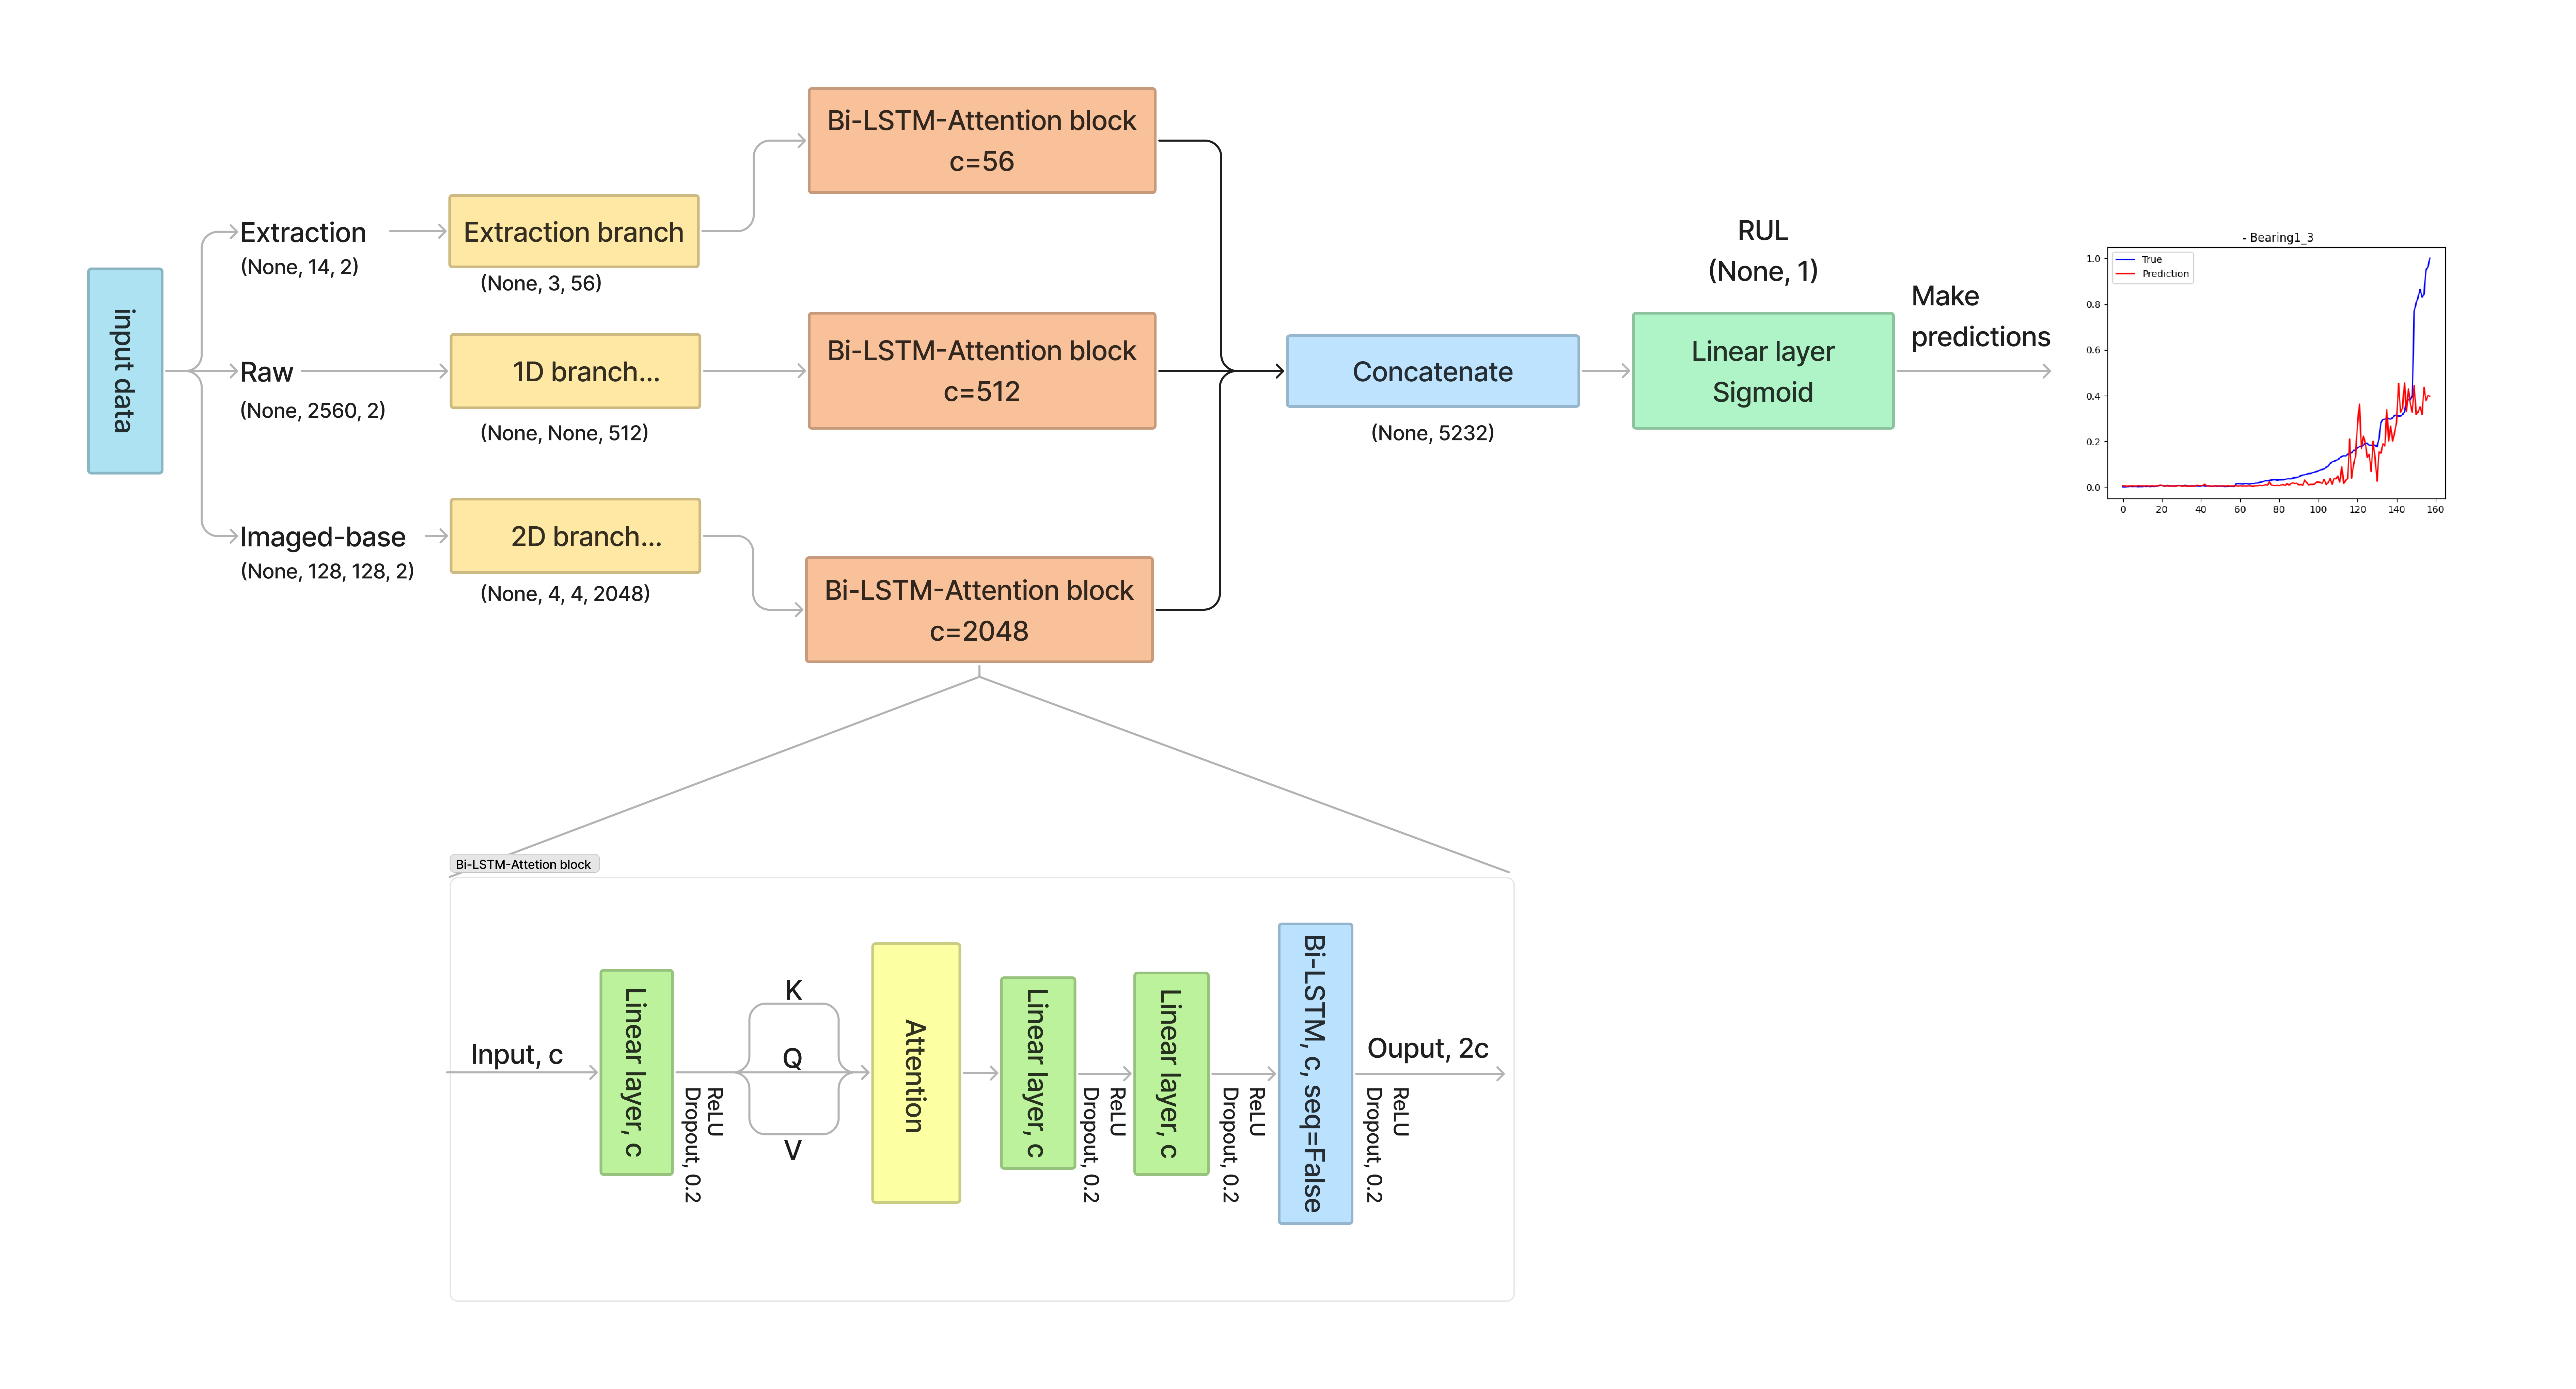 input data
Extraction
(None, 14, 2)
Raw
(None, 2560, 2)
Imaged-base
(None, 128, 128, 2)
Extraction branch
(None, 3, 56)
1D branch...
(None, None, 512)
2D branch...
(None, 4, 4, 2048)
Bi-LSTM-Attention block
c=56
Bi-LSTM-Attention block
c=512
Bi-LSTM-Attention block
c=2048
Concatenate
(None, 5232)
RUL
(None, 1)
Linear layer
Sigmoid
Make
predictions
- Bearing1_3
True
Prediction
1.0
0.8
0.6
0.4
0.2
0.0
0 20 40 60 80 100 120 140 160
Bi-LSTM-Attetion block
Input, c
Linear layer, c
ReLU
Dropout, 0.2
K
Q
V
Attention
Linear layer, c
ReLU
Dropout, 0.2
Linear layer, c
ReLU
Dropout, 0.2
Bi-LSTM, c, seq=False
Ouput, 2c
ReLU
Dropout, 0.2